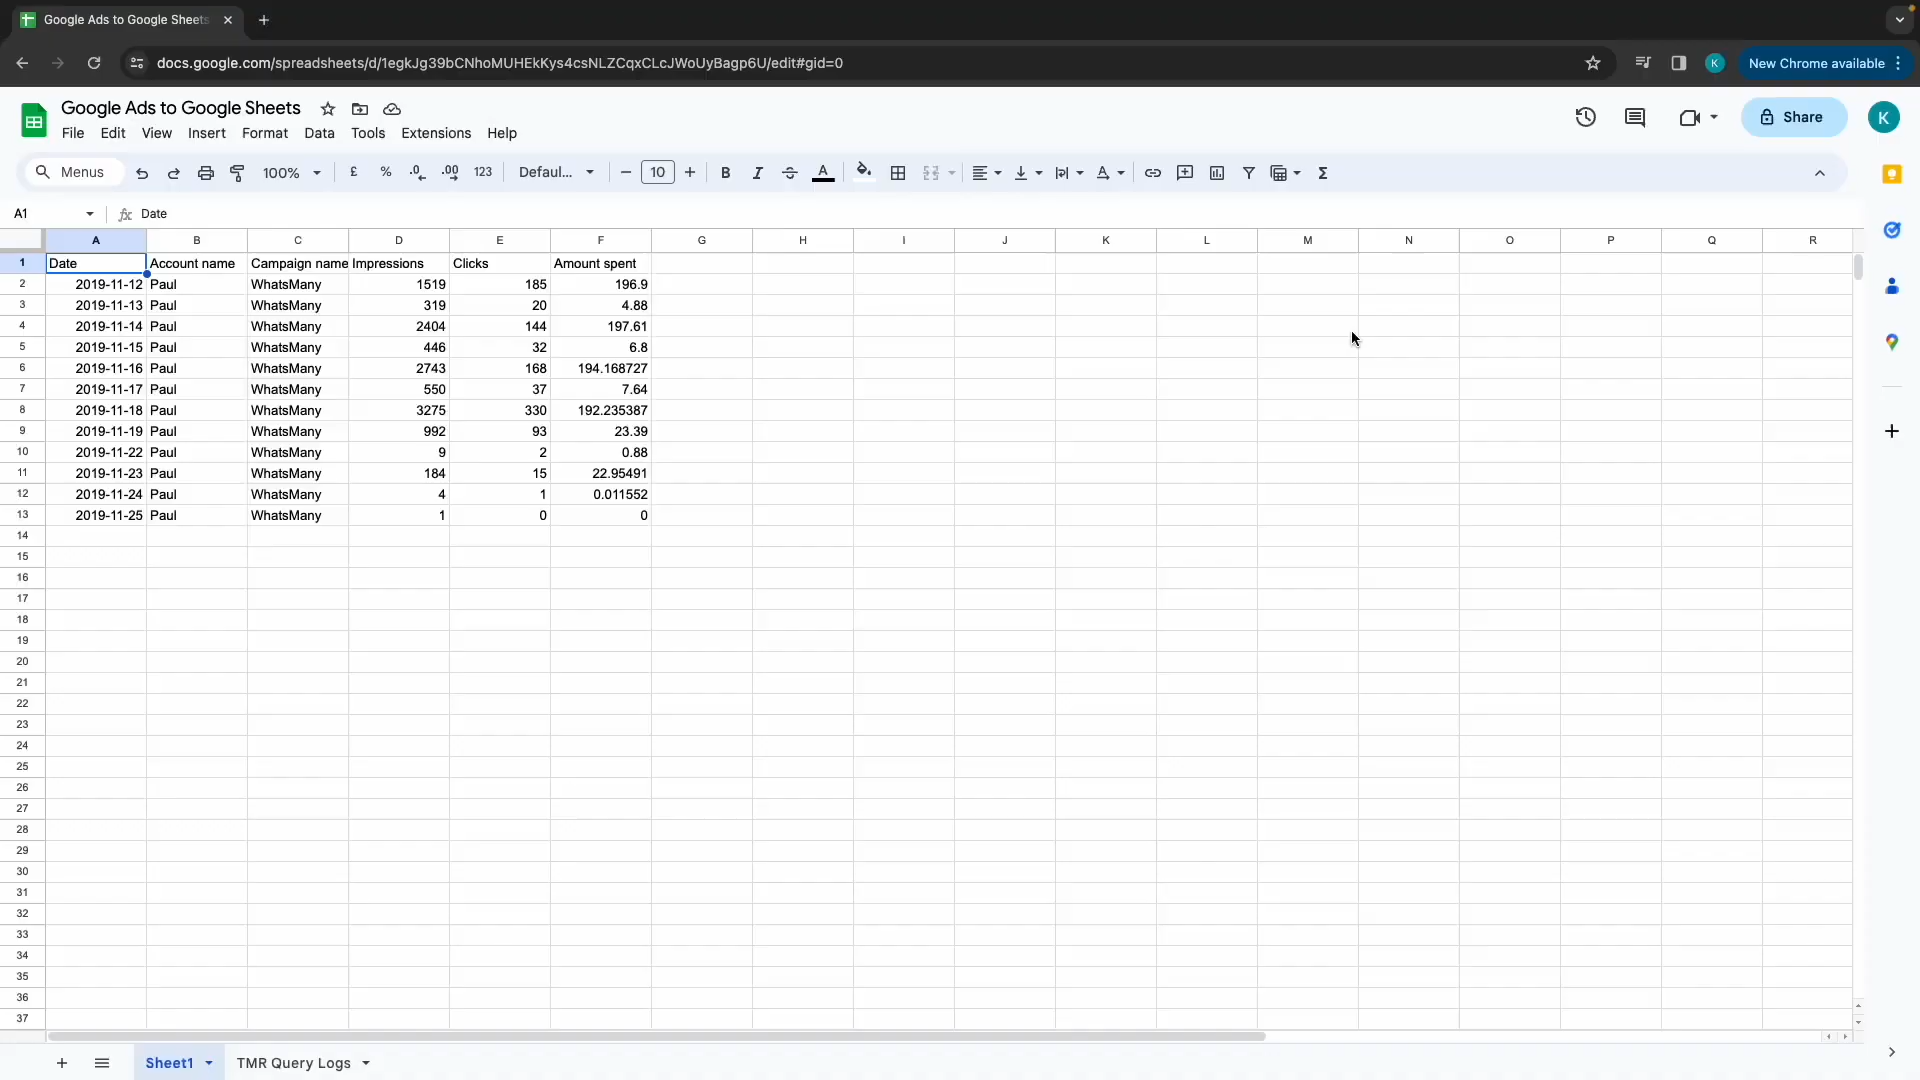 Google Ads to Google Sheets
docs.google.com/spreadsheets/d/1egkJg39bCNhoMUHEkKys4csNLZCqxCLcJWoUyBagp6U/edit#gid=0
K
New Chrome available
Google Ads to Google Sheets
File Edit View Insert Format Data Tools Extensions Help
Share
K
Menus 100% £ % .0 .00 123 Defaul... 10 B I S A Σ
A1 fx Date
A B C D E F G H I J K L M N O P Q R
1 Date Account name Campaign name Impressions Clicks Amount spent
2 2019-11-12 Paul WhatsMany 1519 185 196.9
3 2019-11-13 Paul WhatsMany 319 20 4.88
4 2019-11-14 Paul WhatsMany 2404 144 197.61
5 2019-11-15 Paul WhatsMany 446 32 6.8
6 2019-11-16 Paul WhatsMany 2743 168 194.168727
7 2019-11-17 Paul WhatsMany 550 37 7.64
8 2019-11-18 Paul WhatsMany 3275 330 192.235387
9 2019-11-19 Paul WhatsMany 992 93 23.39
10 2019-11-22 Paul WhatsMany 9 2 0.88
11 2019-11-23 Paul WhatsMany 184 15 22.95491
12 2019-11-24 Paul WhatsMany 4 1 0.011552
13 2019-11-25 Paul WhatsMany 1 0 0
14
15
16
17
18
19
20
21
22
23
24
25
26
27
28
29
30
31
32
33
34
35
36
37
Sheet1 TMR Query Logs